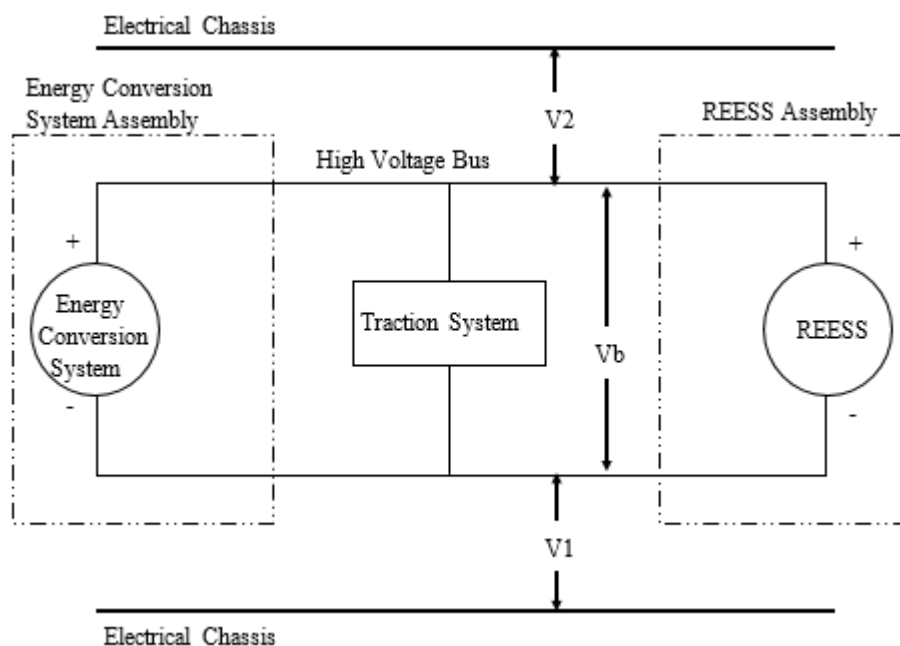 Electrical Chassis
Energy Conversion
System Assembly
V2
REESS Assembly
High Voltage Bus
+
+
Energy
Conversion
System
Traction System
Vb
REESS
-
-
V1
Electrical Chassis